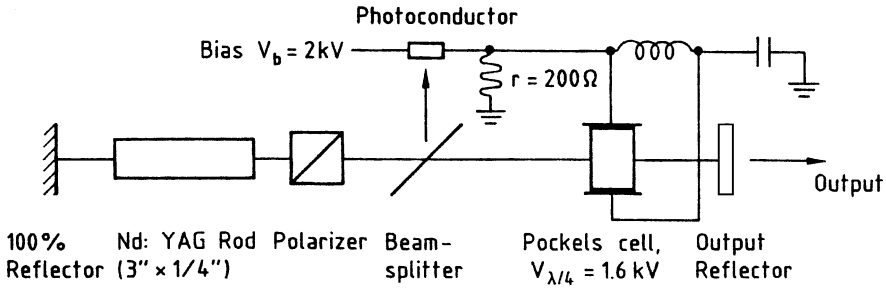 Photoconductor
Bias V_b = 2kV
r = 200Ω
Output
100% Nd: YAG Rod Polarizer Beam- Pockels cell, Output
Reflector (3" × 1/4") splitter V_λ/4 = 1.6 kV Reflector